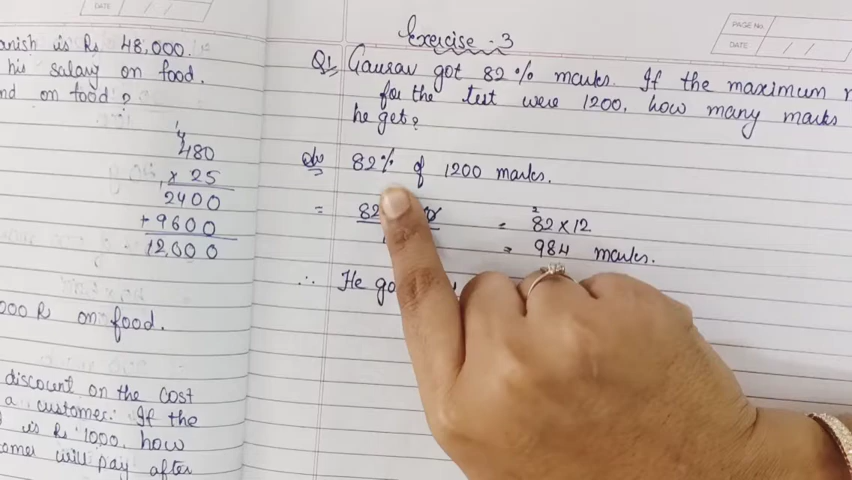 DATE
anish is Rs. 48,000.
his salary on food.
nd on food?
480
x 25
2400
+9600
12,000
000 R on food.
discount on the cost
a customer. If the
is Rs 1000 how
omer will pay after
PAGE NO.
DATE
Exercise - 3
Q1 Gaurav got 82% marks. If the maximum
for the test were 1200, how many marks
he get?
82% of 1200 marks.
= 82
= 82 x 12
= 984 marks.
∴ He go